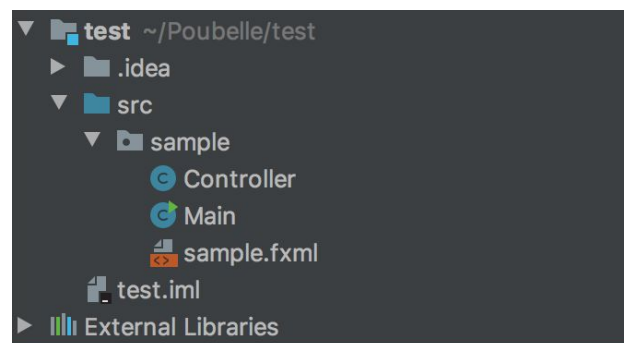 test ~/Poubelle/test
.idea
src
sample
Controller
Main
sample.fxml
test.iml
External Libraries